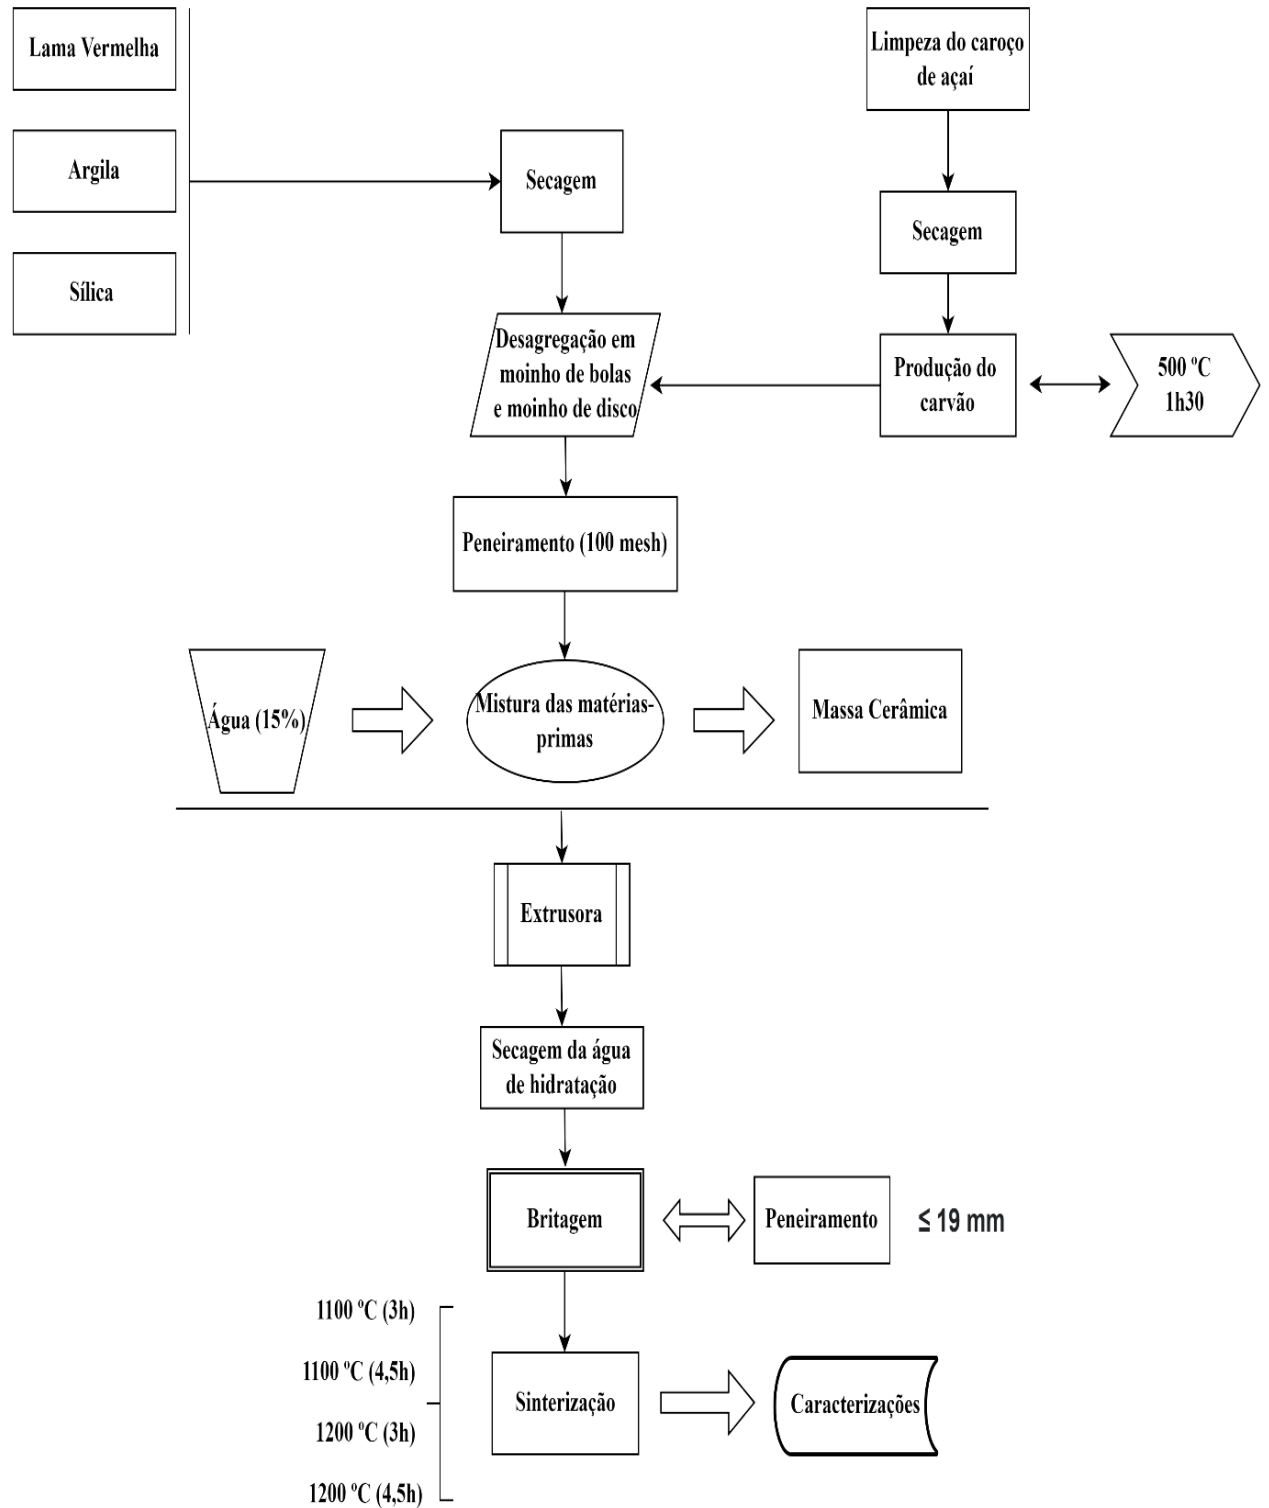 Lama Vermelha
Argila
Sílica
Secagem
Limpeza do caroço
de açaí
Secagem
Produção do
carvão
500 ºC
1h30
Desagregação em
moinho de bolas
e moinho de disco
Peneiramento (100 mesh)
Água (15%)
Mistura das matérias-
primas
Massa Cerâmica
Extrusora
Secagem da água
de hidratação
Britagem
Peneiramento
≤ 19 mm
1100 ºC (3h)
1100 ºC (4,5h)
1200 ºC (3h)
1200 ºC (4,5h)
Sinterização
Caracterizações